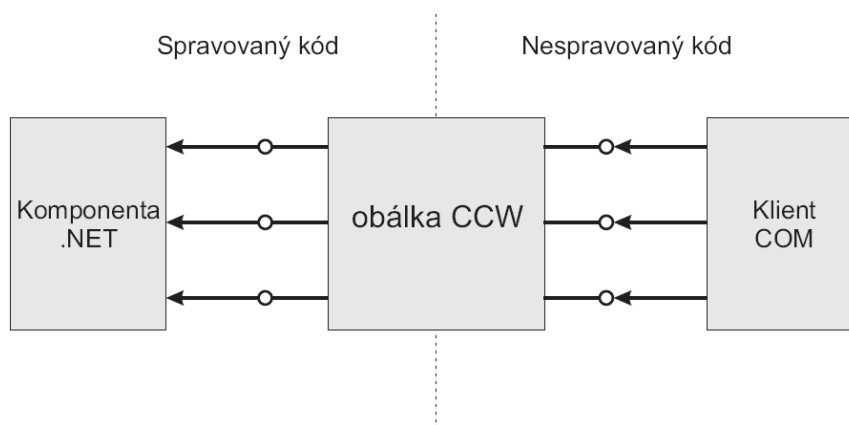 Spravovaný kód
Nespravovaný kód
Komponenta
.NET
obálka CCW
Klient
COM